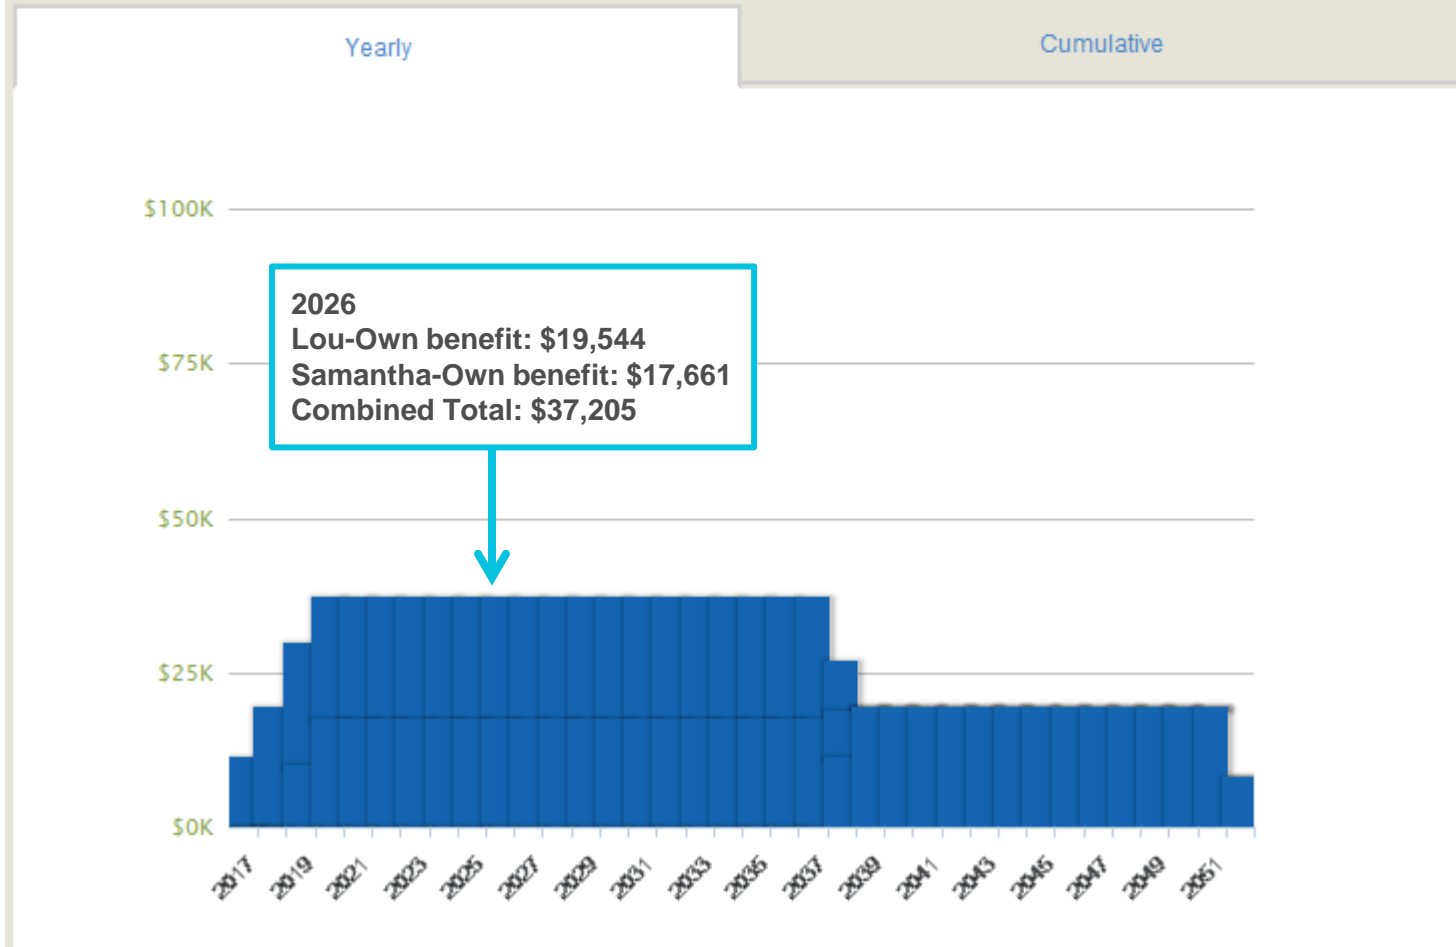 Yearly
Cumulative
$100K
2026
Lou-Own benefit: $19,544
$75K
Samantha-Own benefit: $17,661
Combined Total: $37,205
$50K
$25K
$0K
2017 2019 2021 2023 2025 2027 2029 2031 2033 2035 2037 2039 2041 2043 2045 2047 2049 2051